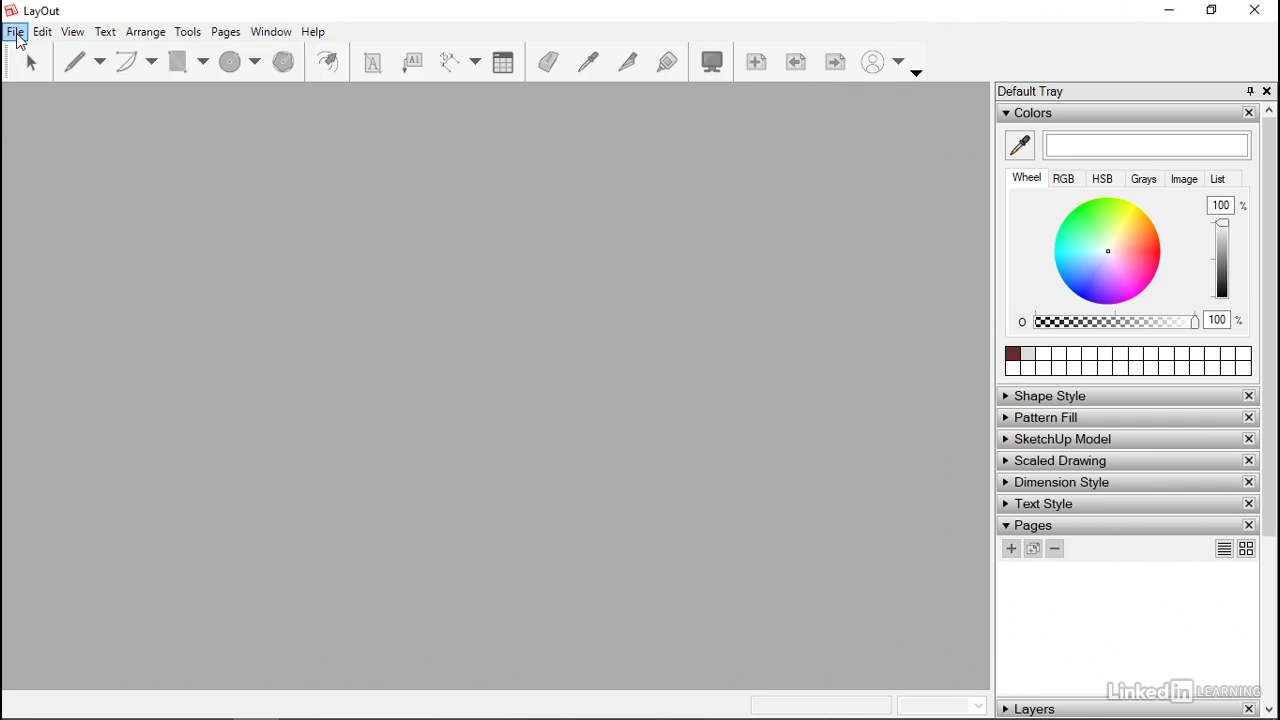 LayOut
File Edit View Text Arrange Tools Pages Window Help
A A1
Default Tray
Colors
Wheel RGB HSB Grays Image List
100 %
O 100 %
Shape Style
Pattern Fill
SketchUp Model
Scaled Drawing
Dimension Style
Text Style
Pages
Linked in LEARNING
Layers